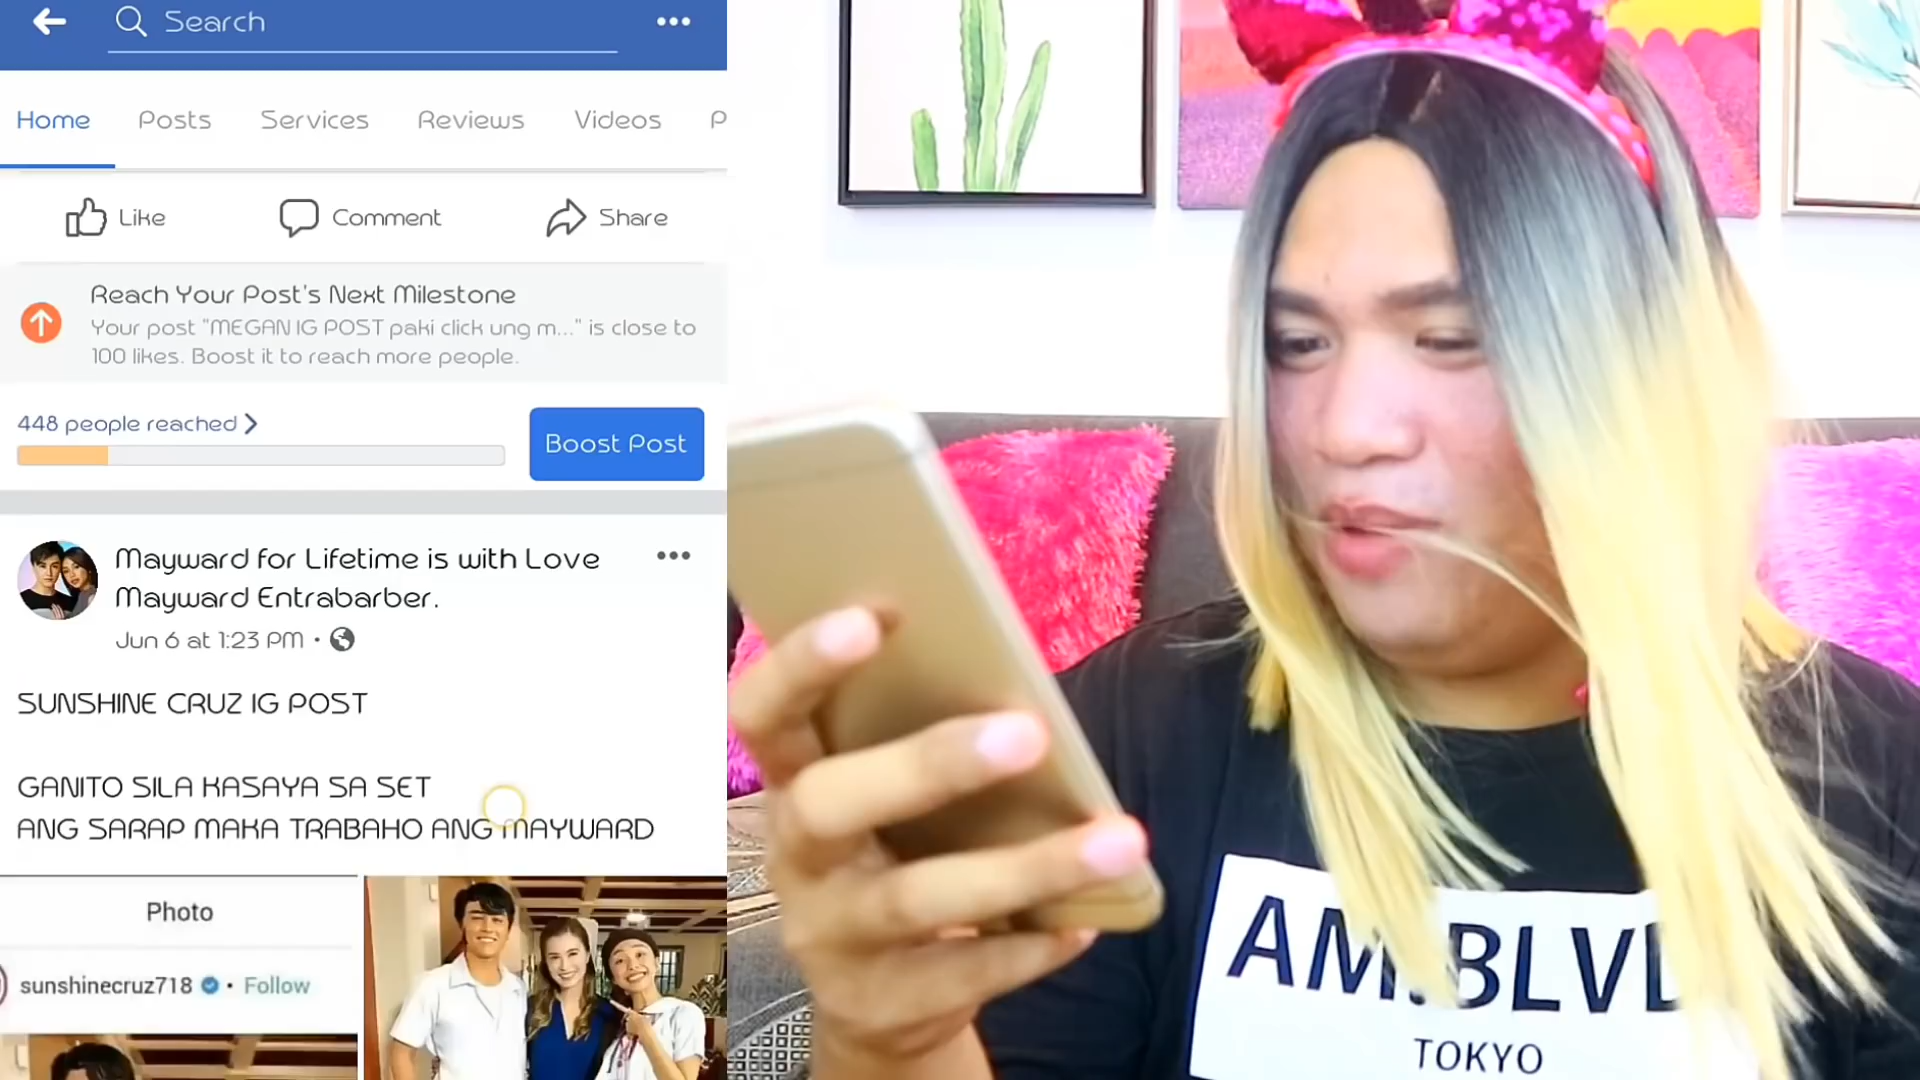 Search
Home Posts Services Reviews Videos P
Like Comment Share
Reach Your Post's Next Milestone
Your post "MEGAN IG POST paki click ung m..." is close to
100 likes. Boost it to reach more people.
448 people reached
Boost Post
Mayward for Lifetime is with Love
Mayward Entrabarber.
Jun 6 at 1:23 PM
SUNSHINE CRUZ IG POST
GANITO SILA KASAYA SA SET
ANG SARAP MAKA TRABAHO ANG MAYWARD
Photo
sunshinecruz718 • Follow
AM.BLVD
TOKYO